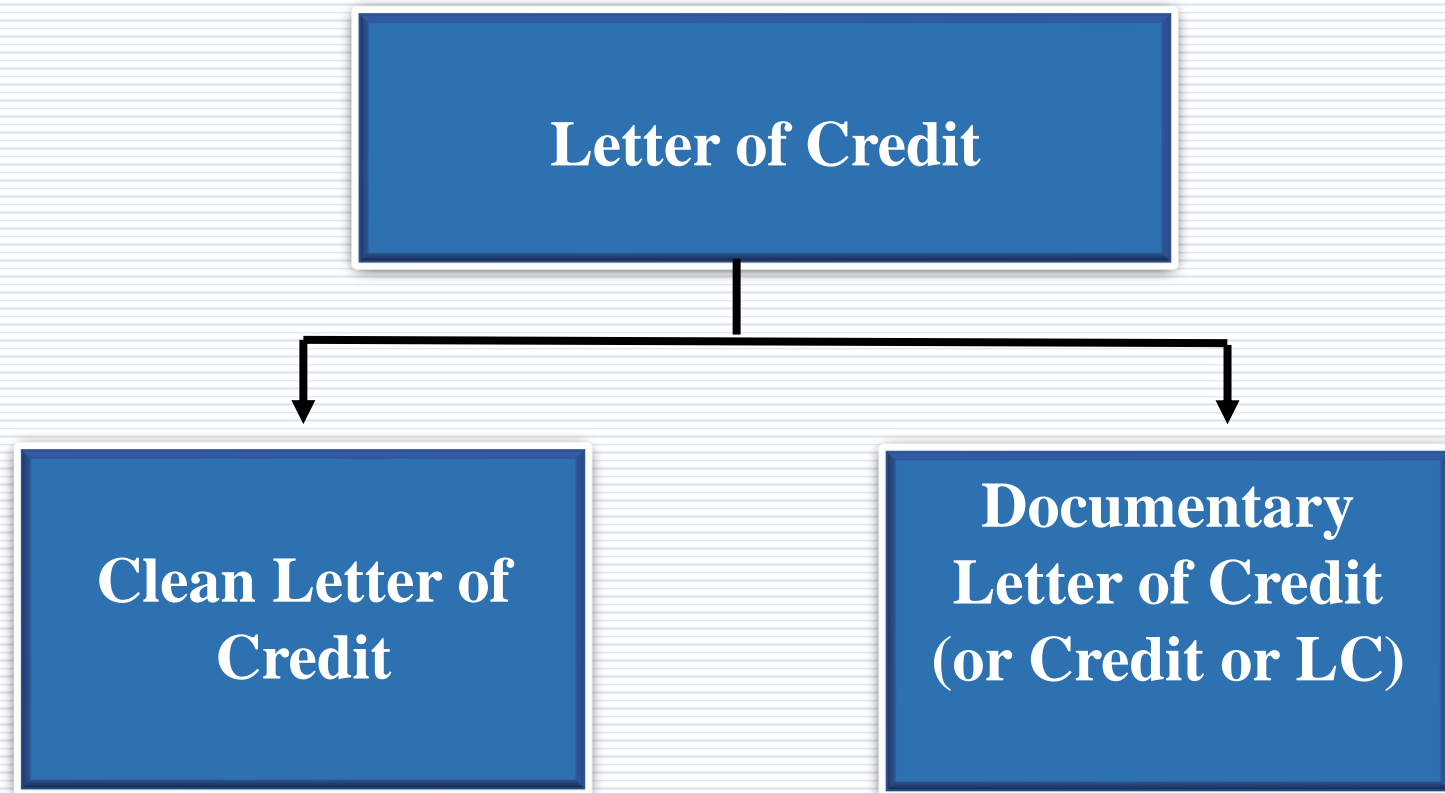 Letter of Credit
Clean Letter of
Credit
Documentary
Letter of Credit
(or Credit or LC)